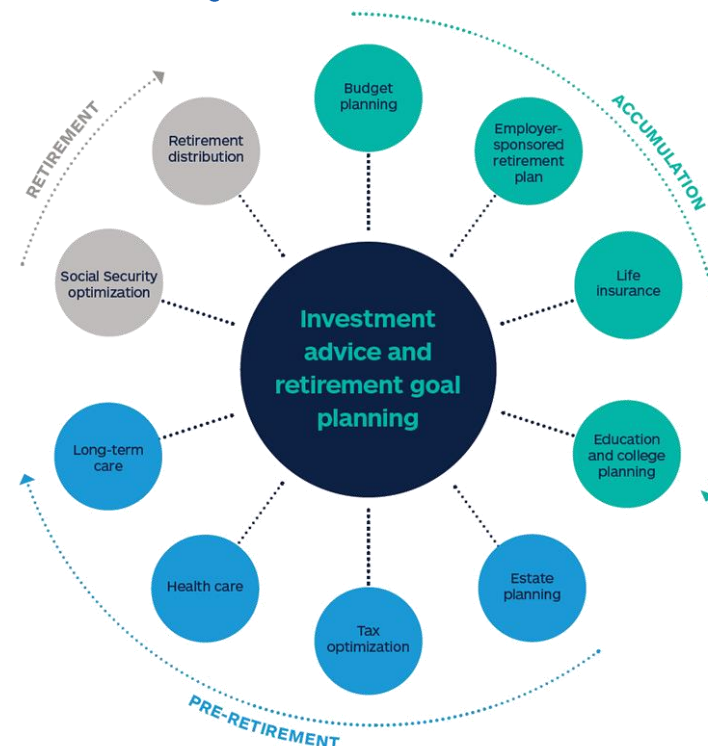 Budget
planning
Employer-
sponsored
retirement
plan
ACCUMULATION
Life
insurance
Education
and college
planning
Estate
planning
Tax
optimization
PRE-RETIREMENT
Health care
Long-term
care
Social Security
optimization
RETIREMENT
Retirement
distribution
Investment
advice and
retirement goal
planning